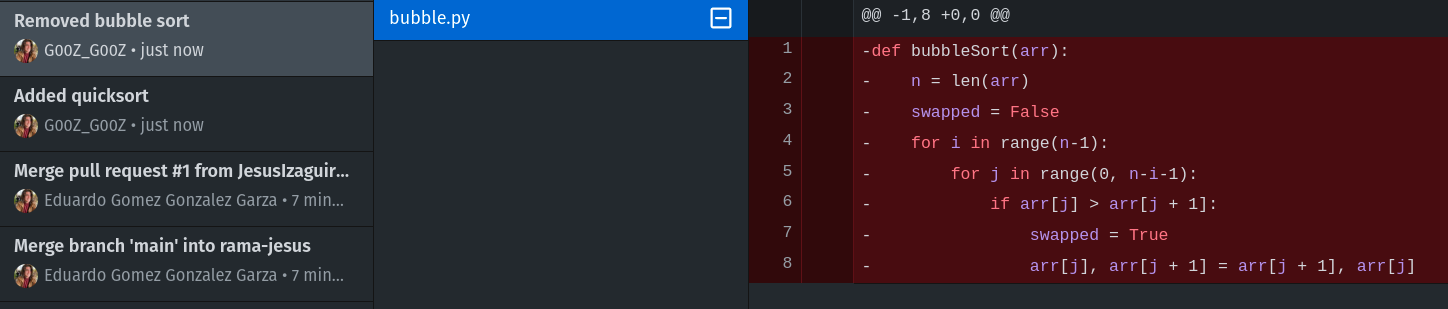 Removed bubble sort
GooZ_GooZ • just now
Added quicksort
GooZ_GooZ • just now
Merge pull request #1 from JesusIzaguir...
Eduardo Gomez Gonzalez Garza • 7 min...
Merge branch 'main' into rama-jesus
Eduardo Gomez Gonzalez Garza • 7 min...
bubble.py
@@ -1,8 +0,0 @@
1 -def bubbleSort(arr):
2 -    n = len(arr)
3 -    swapped = False
4 -    for i in range(n-1):
5 -        for j in range(0, n-i-1):
6 -            if arr[j] > arr[j + 1]:
7 -                swapped = True
8 -                arr[j], arr[j + 1] = arr[j + 1], arr[j]